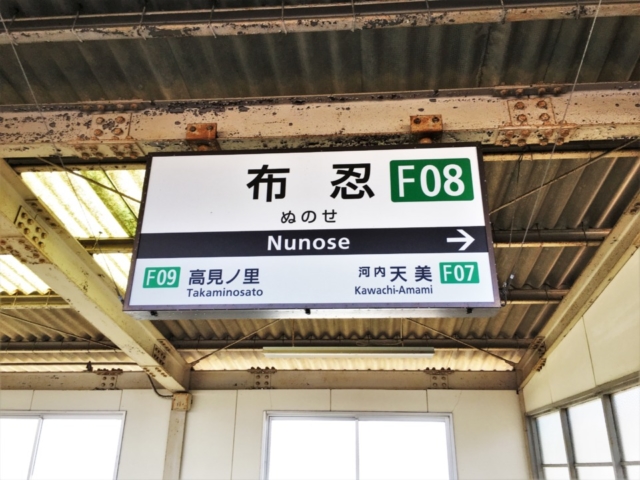 布忍 F08
ぬのせ
Nunose →
F09 高見ノ里 河内天美 F07
Takaminosato Kawachi-Amami